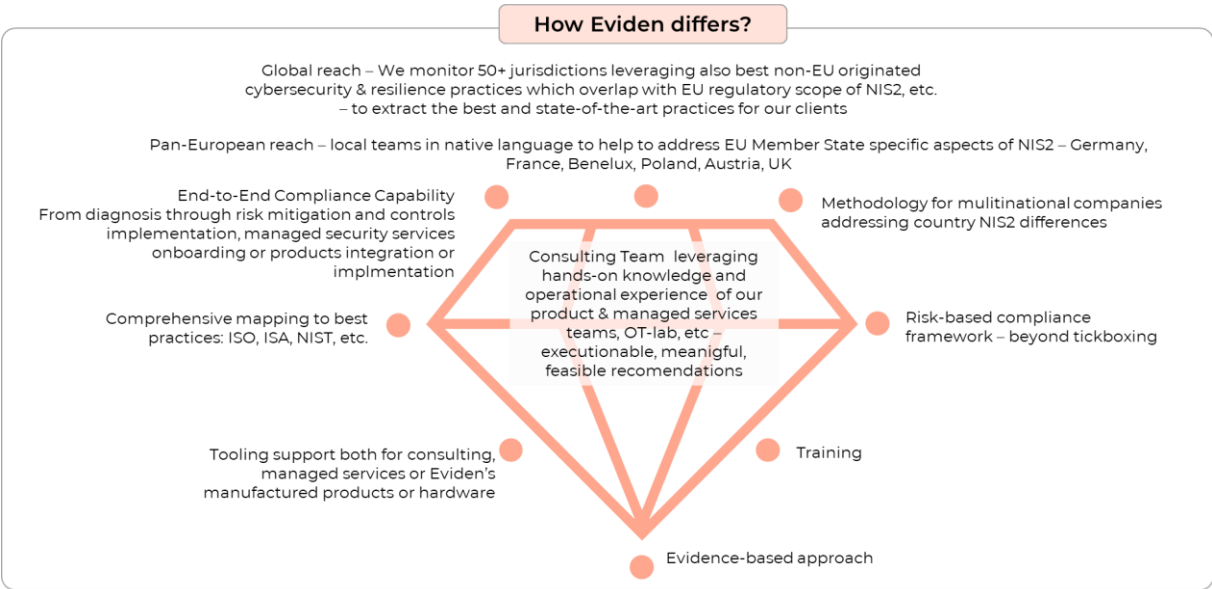 How Eviden differs?
Global reach – We monitor 50+ jurisdictions leveraging also best non-EU originated
cybersecurity & resilience practices which overlap with EU regulatory scope of NIS2, etc.
– to extract the best and state-of-the-art practices for our clients
Pan-European reach – local teams in native language to help to address EU Member State specific aspects of NIS2 – Germany,
France, Benelux, Poland, Austria, UK
End-to-End Compliance Capability
From diagnosis through risk mitigation and controls
implementation, managed security services
onboarding or products integration or
implmentation
Methodology for mulitinational companies
addressing country NIS2 differences
Consulting Team leveraging
hands-on knowledge and
operational experience of our
product & managed services
teams, OT-lab, etc –
executionable, meanigful,
feasible recomendations
Comprehensive mapping to best
practices: ISO, ISA, NIST, etc.
Risk-based compliance
framework – beyond tickboxing
Tooling support both for consulting,
managed services or Eviden's
manufactured products or hardware
Training
Evidence-based approach